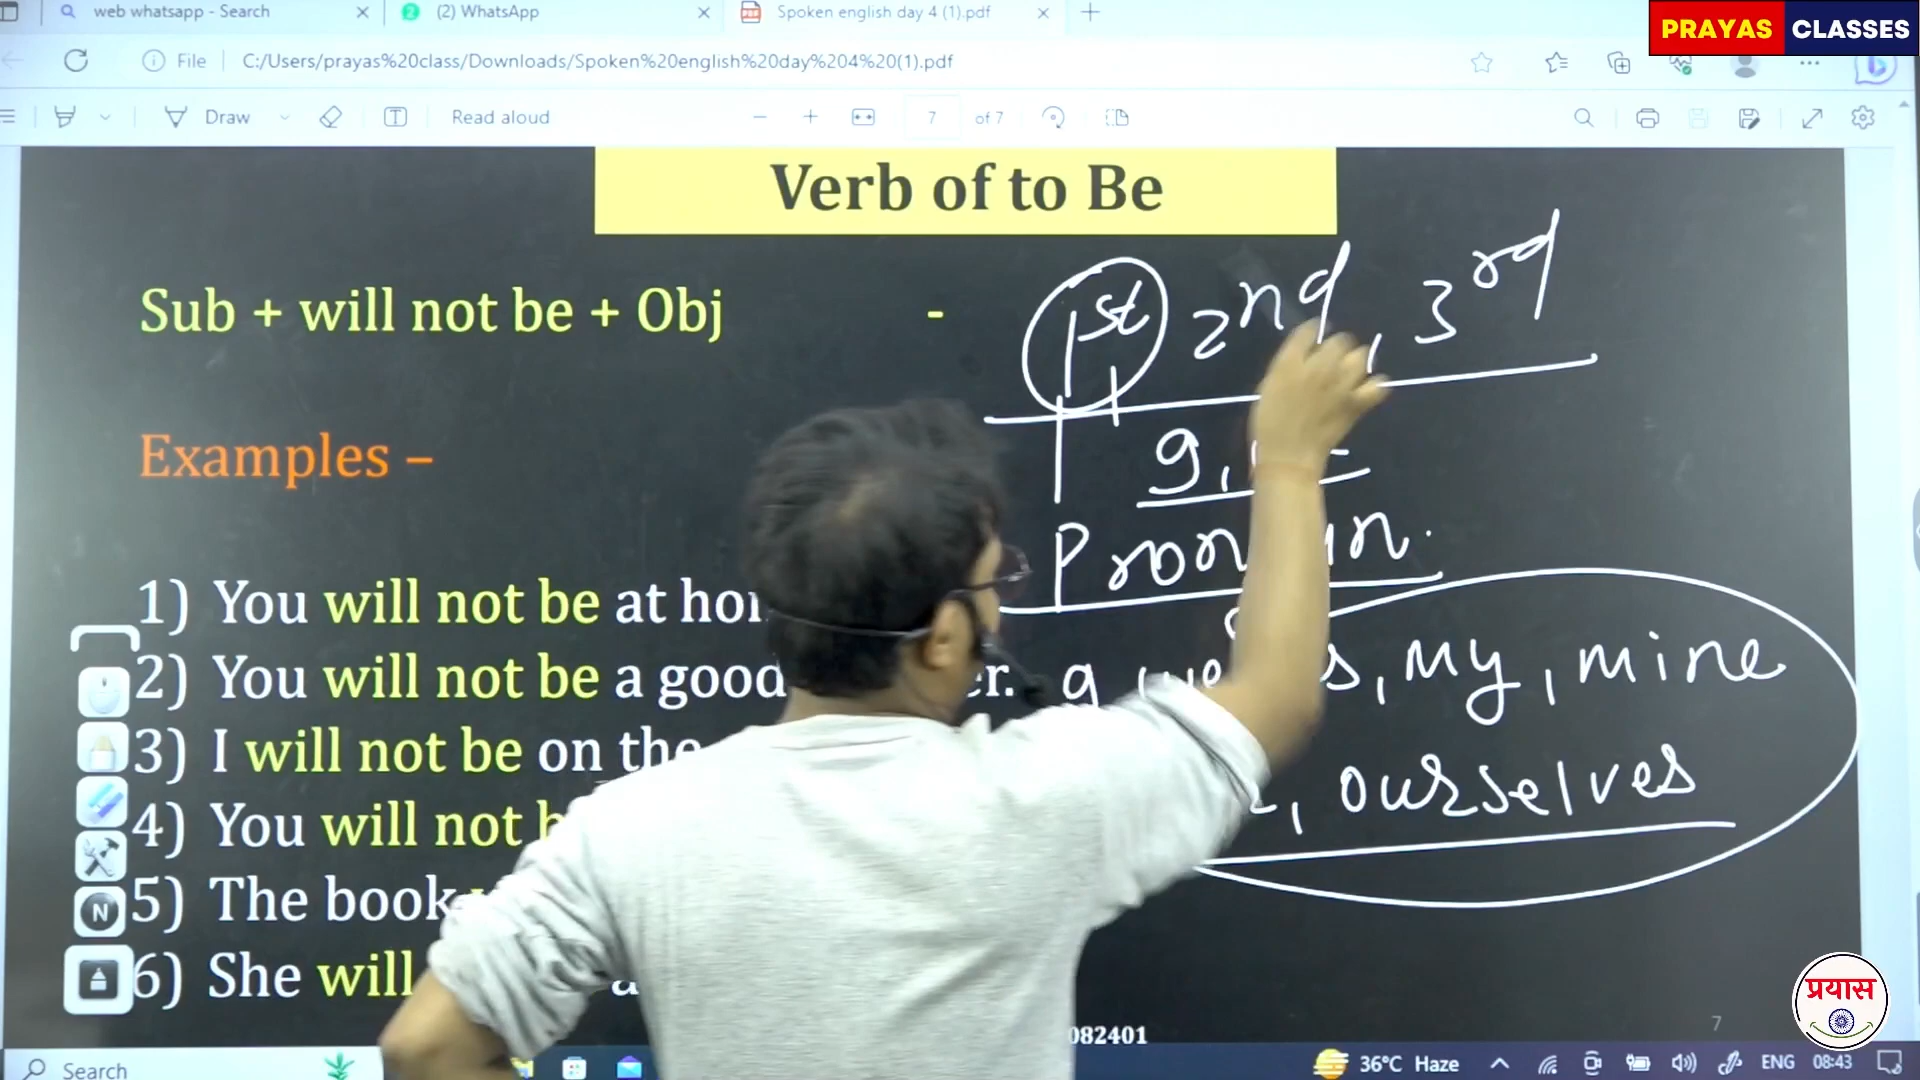 web whatsapp - Search
(2) WhatsApp
Spoken english day 4 (1).pdf
PRAYAS CLASSES
File
C:/Users/prayas%20class/Downloads/Spoken%20english%20day%204%20(1).pdf
Draw
Read aloud
7 of 7
Verb of to Be
Sub + will not be + Obj -
1st 2nd, 3rd
Examples –
Pron
1) You will not be at
2) You will not be a good
my, mine
3) I will not be on the
ourselves
4) You will not
5) The book
6) She will
प्रयास
082401
7
Search
36°C Haze
ENG
08:43